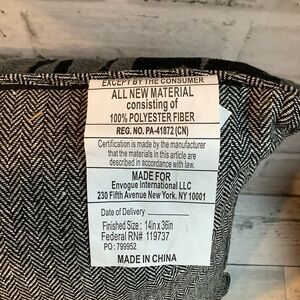 EXCEPT BY THE CONSUMER
ALL NEW MATERIAL
consisting of
100% POLYESTER FIBER
REG. NO. PA-41872 (CN)
Certification is made by the manufacturer
that the materials in this article are
described in accordance with law.
MADE FOR
Envogue International LLC
230 Fifth Avenue New York. NY 10001
Date of Delivery
Finished Size : 14in x 36in
Federal RN# 119737
PO : 799952
MADE IN CHINA